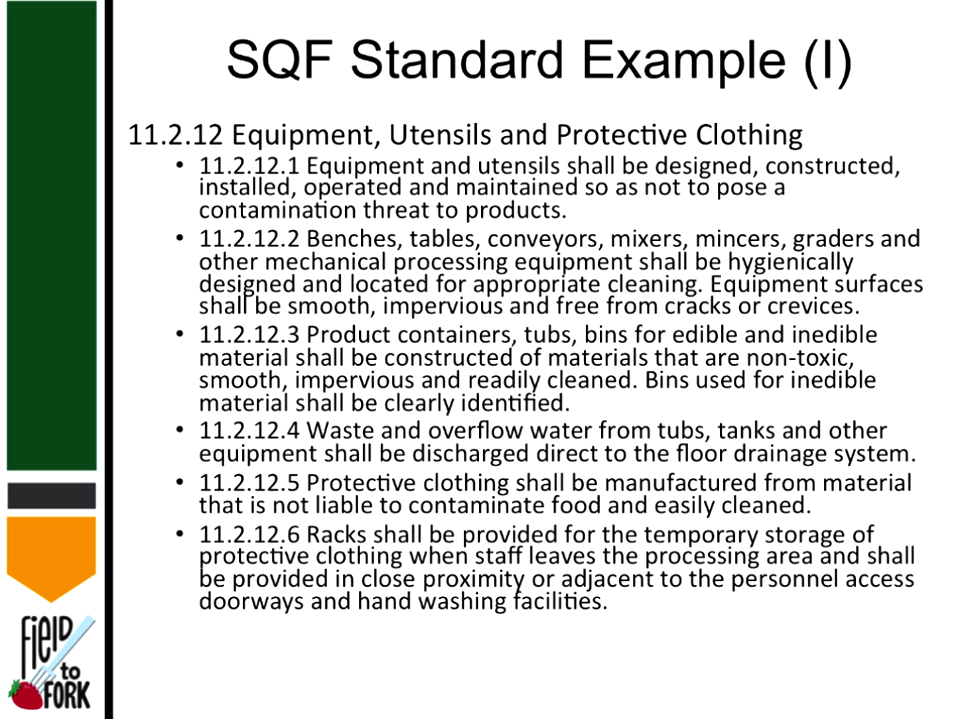 SQF Standard Example (I)
11.2.12 Equipment, Utensils and Protective Clothing
• 11.2.12.1 Equipment and utensils shall be designed, constructed,
installed, operated and maintained so as not to pose a
contamination threat to products.
• 11.2.12.2 Benches, tables, conveyors, mixers, mincers, graders and
other mechanical processing equipment shall be hygienically
designed and located for appropriate cleaning. Equipment surfaces
shall be smooth, impervious and free from cracks or crevices.
• 11.2.12.3 Product containers, tubs, bins for edible and inedible
material shall be constructed of materials that are non-toxic,
smooth, impervious and readily cleaned. Bins used for inedible
material shall be clearly identified.
• 11.2.12.4 Waste and overflow water from tubs, tanks and other
equipment shall be discharged direct to the floor drainage system.
• 11.2.12.5 Protective clothing shall be manufactured from material
that is not liable to contaminate food and easily cleaned.
• 11.2.12.6 Racks shall be provided for the temporary storage of
protective clothing when staff leaves the processing area and shall
be provided in close proximity or adjacent to the personnel access
doorways and hand washing facilities.
FiELD
to
FORK